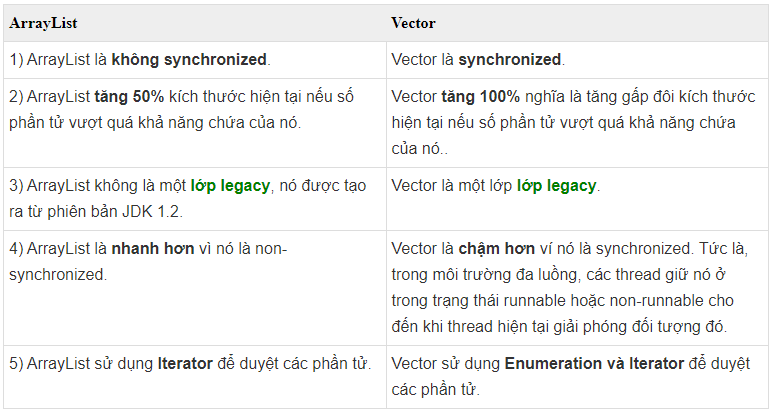 ArrayList
Vector
1) ArrayList là không synchronized.
Vector là synchronized.
2) ArrayList tăng 50% kích thước hiện tại nếu số
phần tử vượt quá khả năng chứa của nó.
Vector tăng 100% nghĩa là tăng gấp đôi kích thước
hiện tại nếu số phần tử vượt quá khả năng chứa
của nó..
3) ArrayList không là một lớp legacy, nó được tạo
ra từ phiên bản JDK 1.2.
Vector là một lớp lớp legacy.
4) ArrayList là nhanh hơn vì nó là non-
synchronized.
Vector là chậm hơn ví nó là synchronized. Tức là,
trong môi trường đa luồng, các thread giữ nó ở
trong trạng thái runnable hoặc non-runnable cho
đến khi thread hiện tại giải phóng đối tượng đó.
5) ArrayList sử dụng Iterator để duyệt các phần tử.
Vector sử dụng Enumeration và Iterator để duyệt
các phần tử.